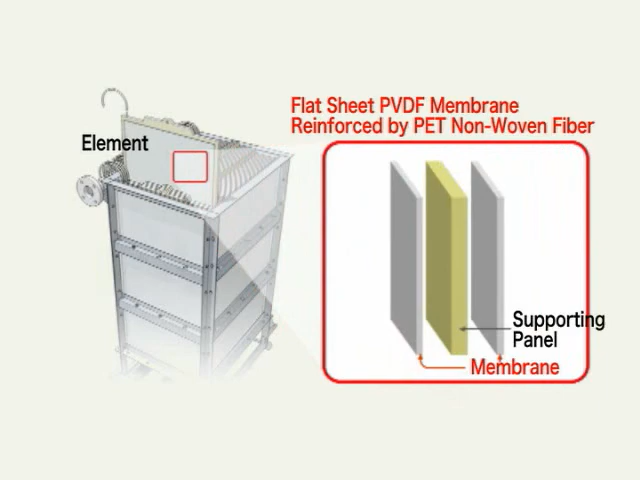 Flat Sheet PVDF Membrane
Reinforced by PET Non-Woven Fiber
Element
Supporting
Panel
Membrane